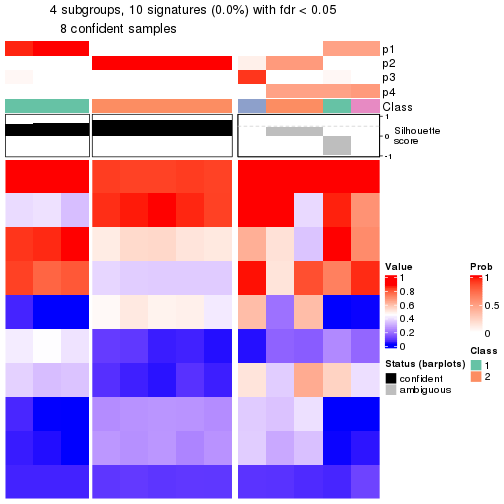 4 subgroups, 10 signatures (0.0%) with fdr < 0.05
8 confident samples
p1
p2
p3
p4
Class
1
0
-1
Silhouette
score
Value
1
0.8
0.6
0.4
0.2
0
Prob
1
0.5
0
Status (barplots)
confident
ambiguous
Class
1
2